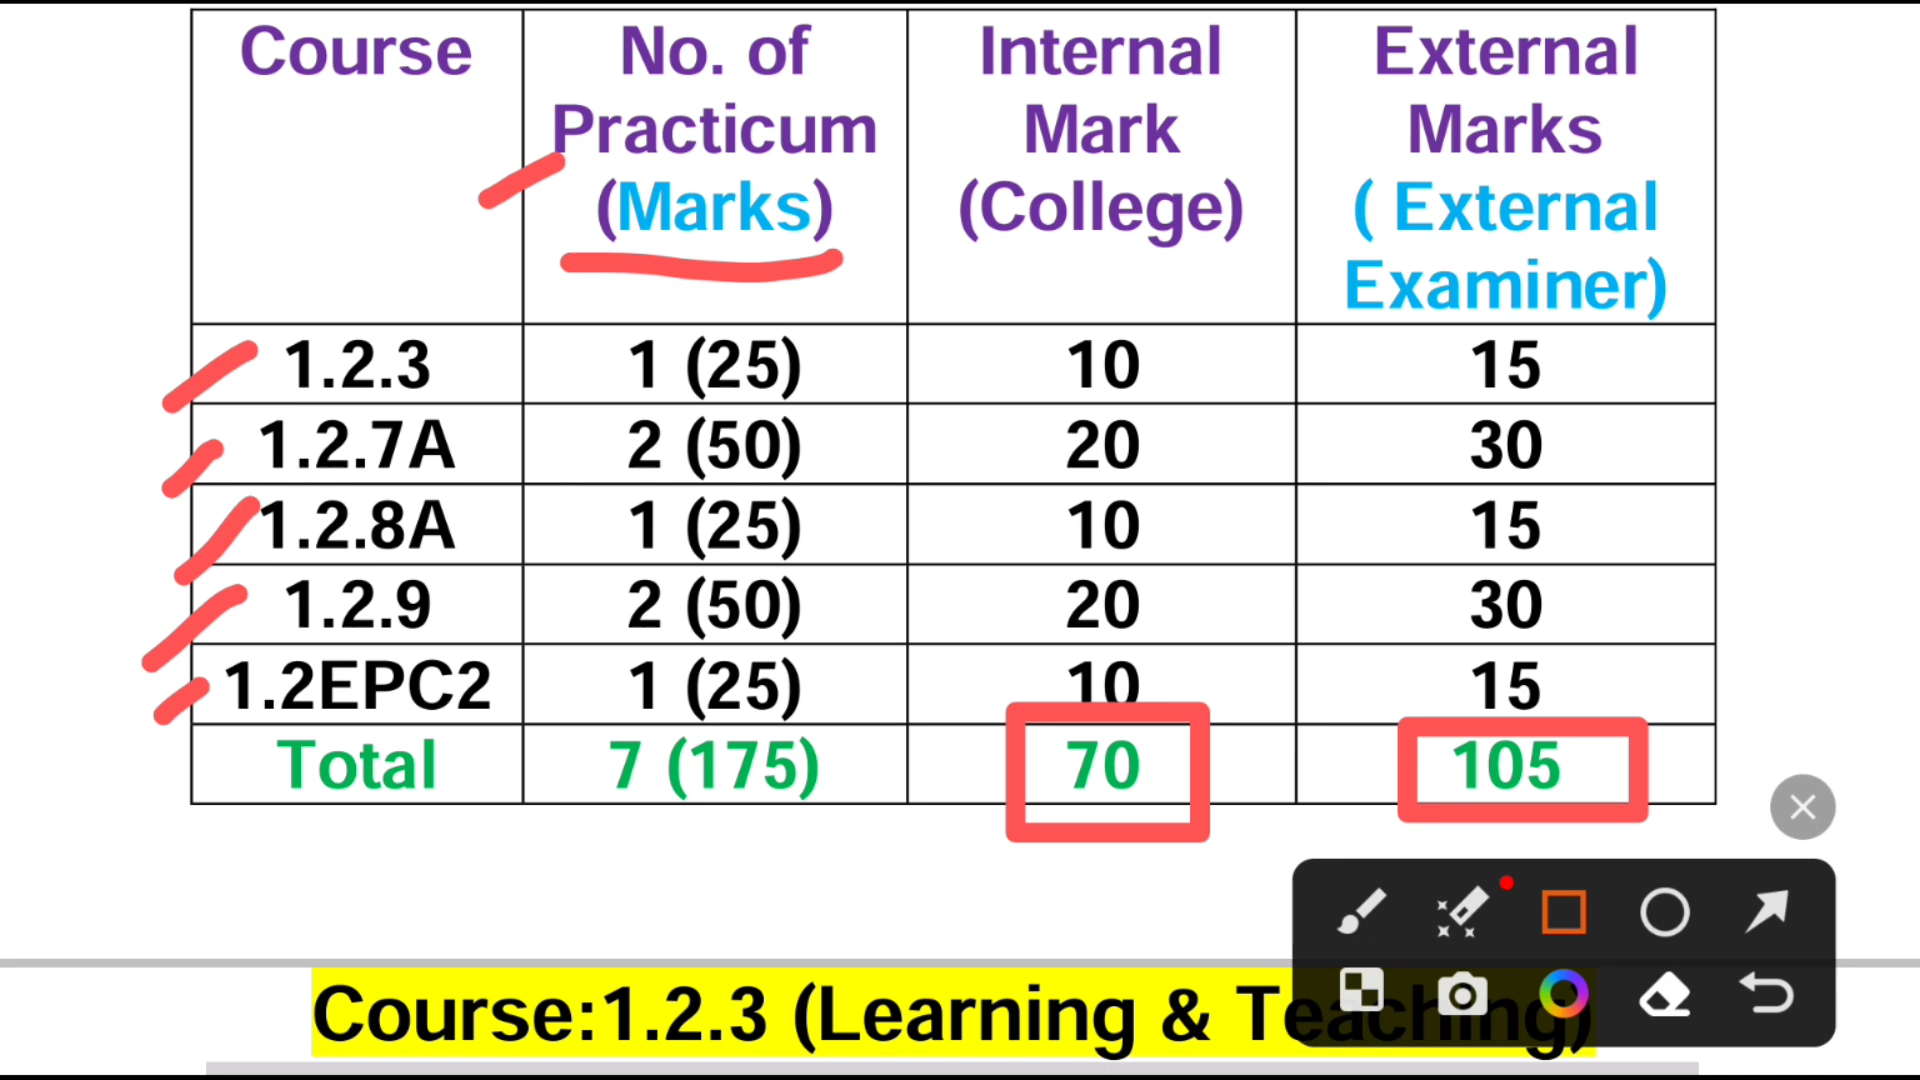 Course No. of Practicum (Marks) Internal Mark (College) External Marks ( External Examiner)
1.2.3 1 (25) 10 15
1.2.7A 2 (50) 20 30
1.2.8A 1 (25) 10 15
1.2.9 2 (50) 20 30
1.2EPC2 1 (25) 10 15
Total 7 (175) 70 105
Course:1.2.3 (Learning & Teaching)